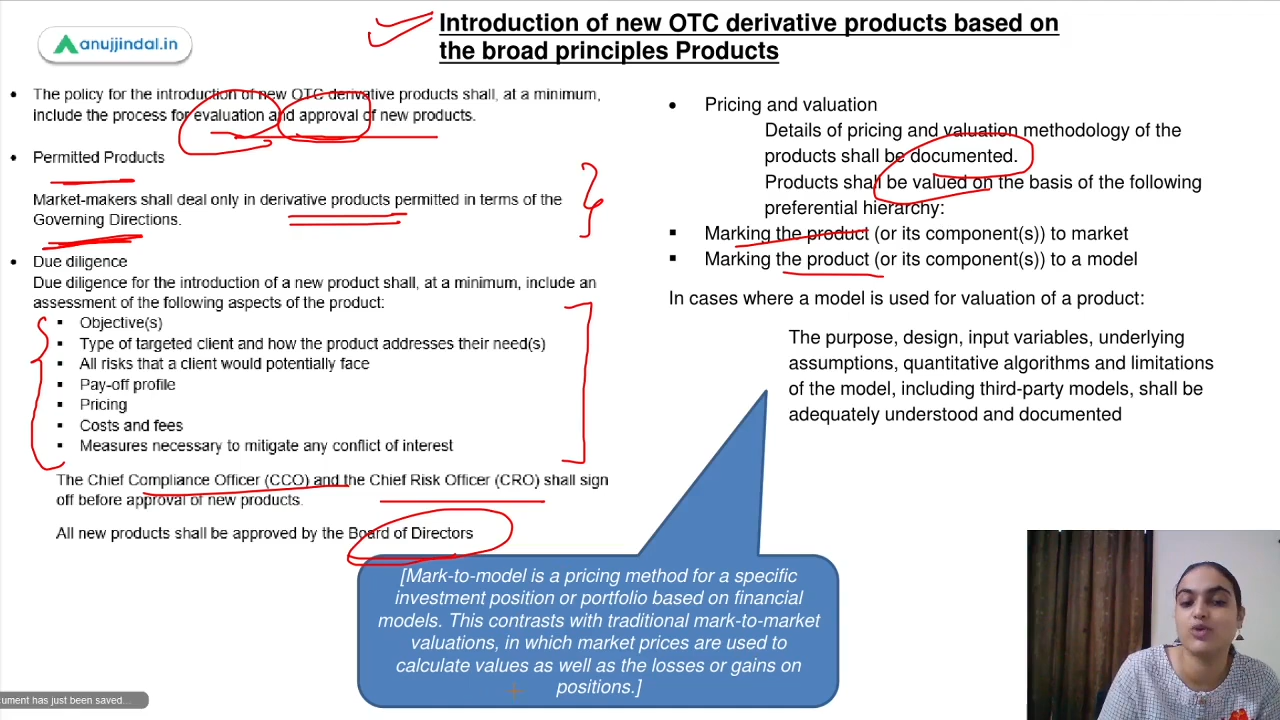 anujjindal.in
Introduction of new OTC derivative products based on
the broad principles Products
• The policy for the introduction of new OTC derivative products shall, at a minimum,
include the process for evaluation and approval of new products.
• Permitted Products
Market-makers shall deal only in derivative products permitted in terms of the
Governing Directions.
• Due diligence
Due diligence for the introduction of a new product shall, at a minimum, include an
assessment of the following aspects of the product:
▪ Objective(s)
▪ Type of targeted client and how the product addresses their need(s)
▪ All risks that a client would potentially face
▪ Pay-off profile
▪ Pricing
▪ Costs and fees
▪ Measures necessary to mitigate any conflict of interest
The Chief Compliance Officer (CCO) and the Chief Risk Officer (CRO) shall sign
off before approval of new products.
All new products shall be approved by the Board of Directors
• Pricing and valuation
Details of pricing and valuation methodology of the
products shall be documented.
Products shall be valued on the basis of the following
preferential hierarchy:
▪ Marking the product (or its component(s)) to market
▪ Marking the product (or its component(s)) to a model
In cases where a model is used for valuation of a product:
The purpose, design, input variables, underlying
assumptions, quantitative algorithms and limitations
of the model, including third-party models, shall be
adequately understood and documented
[Mark-to-model is a pricing method for a specific
investment position or portfolio based on financial
models. This contrasts with traditional mark-to-market
valuations, in which market prices are used to
calculate values as well as the losses or gains on
positions.]
cument has just been saved...